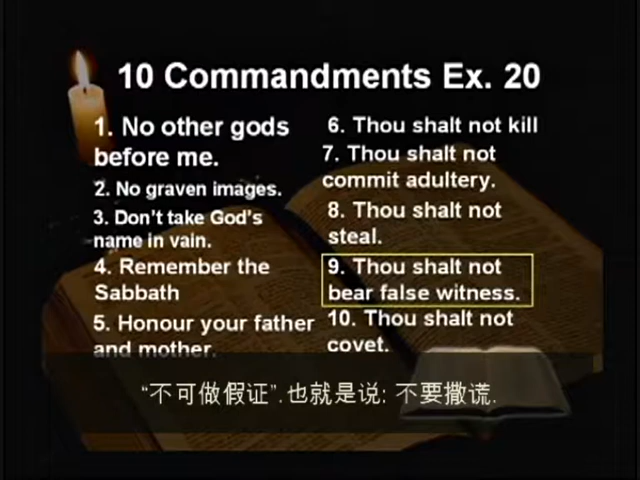 10 Commandments Ex. 20
1. No other gods
before me.
2. No graven images.
3. Don't take God's
name in vain.
4. Remember the
Sabbath
5. Honour your father
and mother.
6. Thou shalt not kill
7. Thou shalt not
commit adultery.
8. Thou shalt not
steal.
9. Thou shalt not
bear false witness.
10. Thou shalt not
covet.
“不可做假证”.也就是说: 不要撒谎.